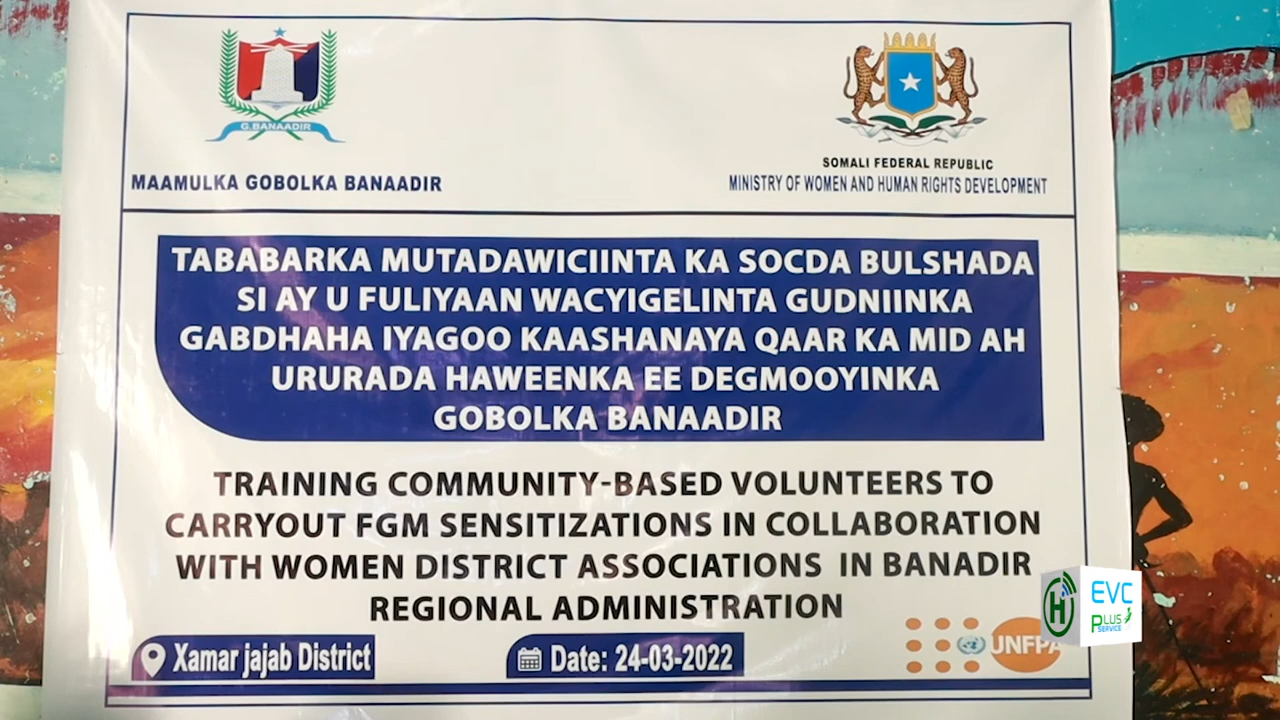 G.BANAADIR
MAAMULKA GOBOLKA BANAADIR
SOMALI FEDERAL REPUBLIC
MINISTRY OF WOMEN AND HUMAN RIGHTS DEVELOPMENT
TABABARKA MUTADAWICIINTA KA SOCDA BULSHADA
SI AY U FULIYAAN WACYIGELINTA GUDNIINKA
GABDHAHA IYAGOO KAASHANAYA QAAR KA MID AH
URURADA HAWEENKA EE DEGMOOYINKA
GOBOLKA BANAADIR
TRAINING COMMUNITY-BASED VOLUNTEERS TO
CARRYOUT FGM SENSITIZATIONS IN COLLABORATION
WITH WOMEN DISTRICT ASSOCIATIONS IN BANADIR
REGIONAL ADMINISTRATION
Xamar jajab District
Date: 24-03-2022
UNFPA
H
EVC
PLUS
SERVICE